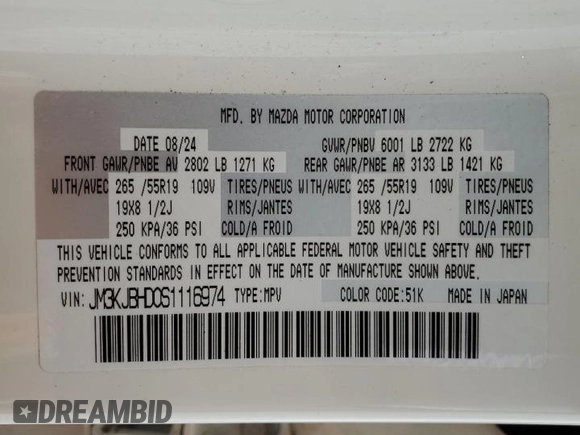 MFD. BY MAZDA MOTOR CORPORATION
DATE 08/24 GVWR/PNBV 6001 LB 2722 KG
FRONT GAWR/PNBE AV 2802 LB 1271 KG REAR GAWR/PNBE AR 3133 LB 1421 KG
WITH/AVEC 265 /55R19 109V TIRES/PNEUS WITH/AVEC 265 /55R19 109V TIRES/PNEUS
19X8 1/2J RIMS/JANTES 19X8 1/2J RIMS/JANTES
250 KPA/36 PSI COLD/A FROID 250 KPA/36 PSI COLD/A FROID
THIS VEHICLE CONFORMS TO ALL APPLICABLE FEDERAL MOTOR VEHICLE SAFETY AND THEFT
PREVENTION STANDARDS IN EFFECT ON THE DATE OF MANUFACTURE SHOWN ABOVE.
VIN: JM3KJBHD0S1116974 TYPE:MPV COLOR CODE:51K MADE IN JAPAN
DREAMBID